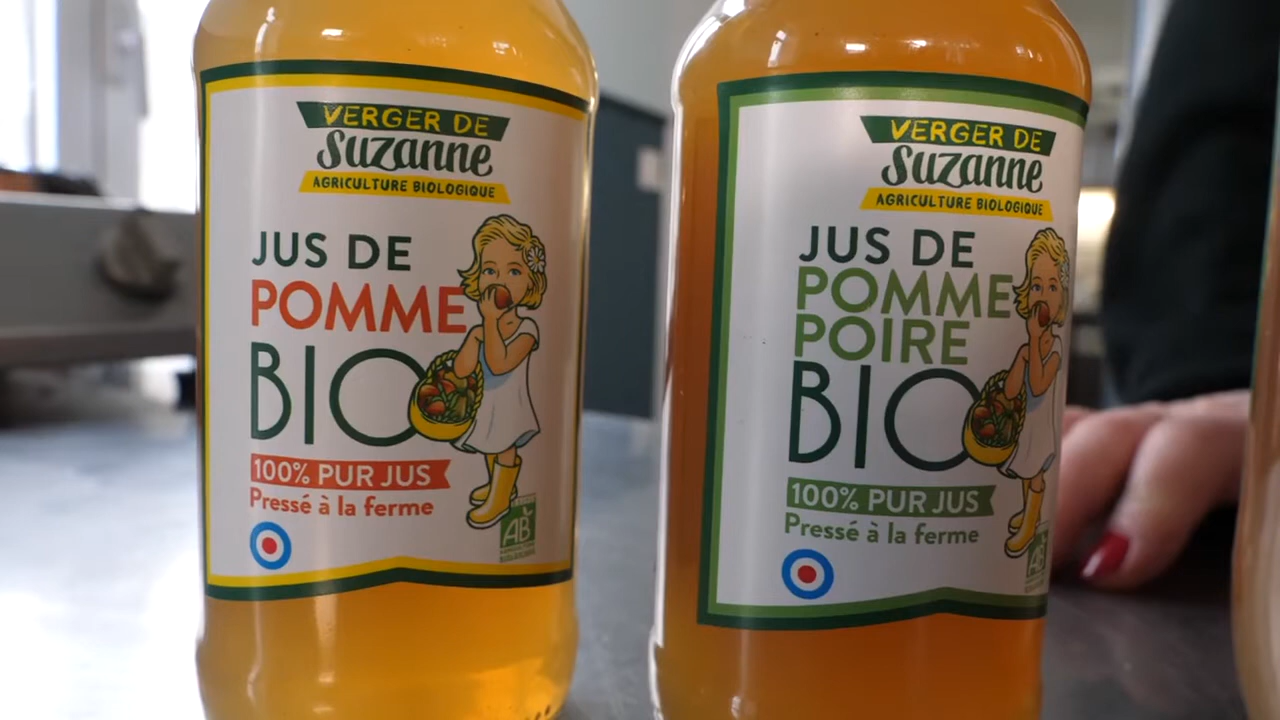 VERGER DE
Suzanne
AGRICULTURE BIOLOGIQUE
JUS DE
POMME
BIO
100% PUR JUS
Pressé à la ferme
AB
VERGER DE
Suzanne
AGRICULTURE BIOLOGIQUE
JUS DE
POMME
POIRE
BIO
100% PUR JUS
Pressé à la ferme
AB